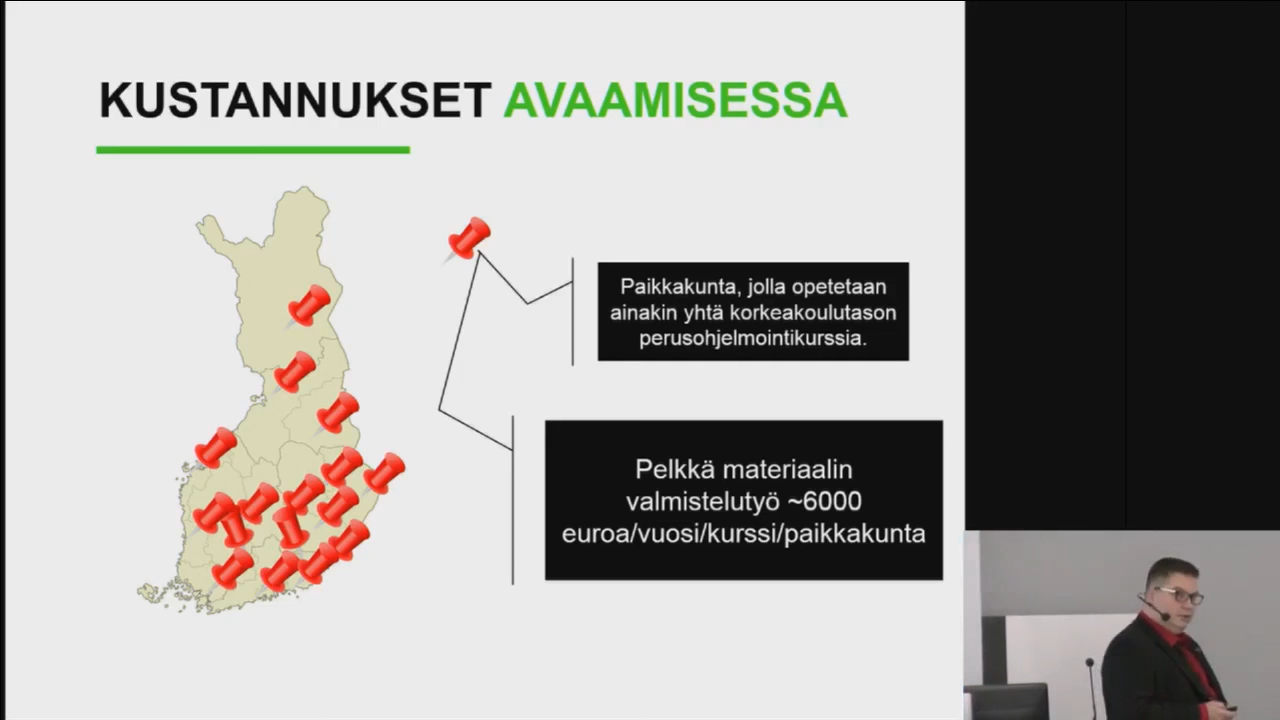 KUSTANNUKSET AVAAMISESSA
Paikkakunta, jolla opetetaan
ainakin yhtä korkeakoulutason
perusohjelmointikurssia.
Pelkkä materiaalin
valmistelutyö ~6000
euroa/vuosi/kurssi/paikkakunta